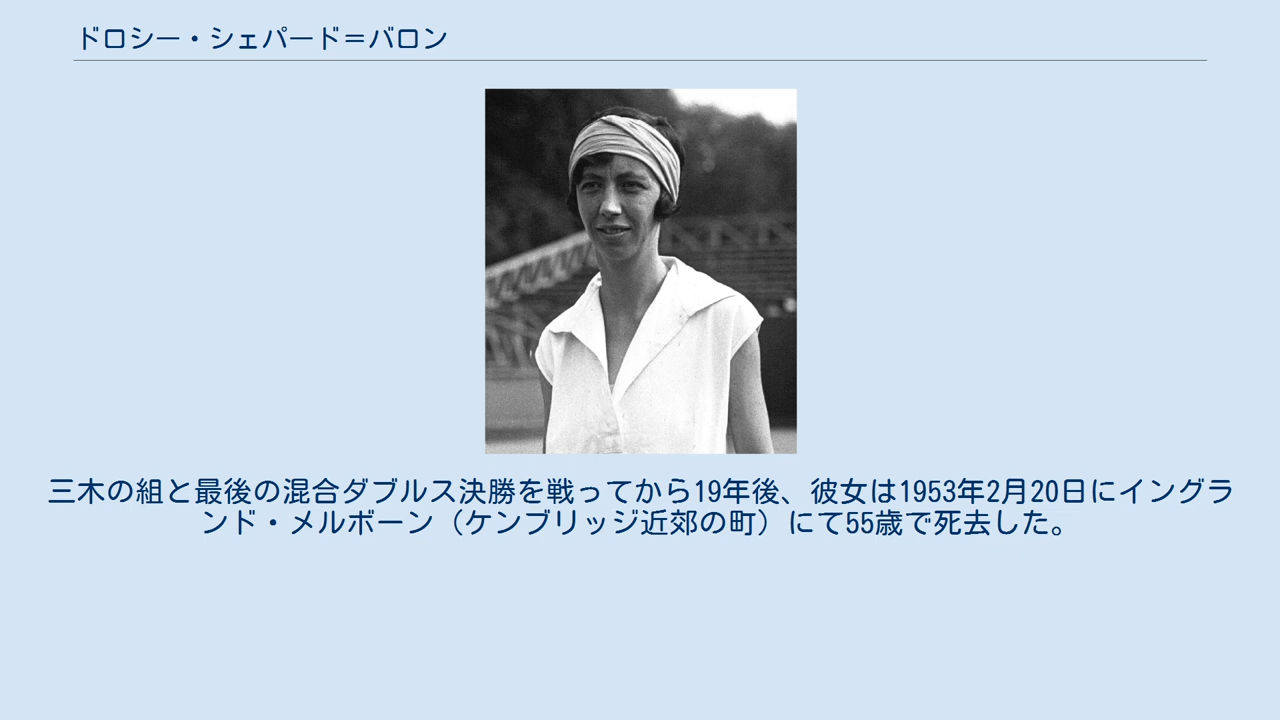 ドロシー・シェパード＝バロン
三木の組と最後の混合ダブルス決勝を戦ってから19年後、彼女は1953年2月20日にイングラ
ンド・メルボーン（ケンブリッジ近郊の町）にて55歳で死去した。